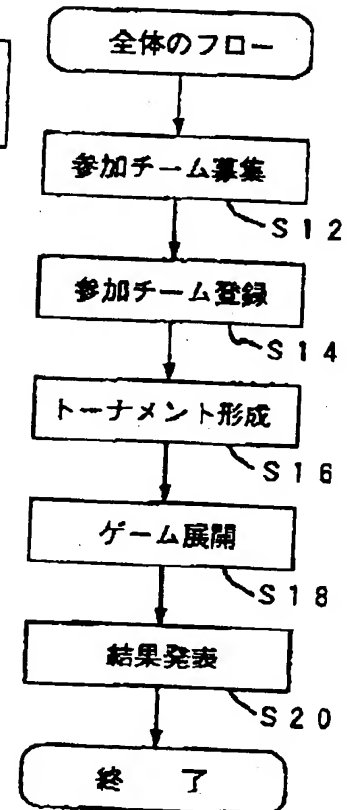 全体のフロー
参加チーム募集
S12
参加チーム登録
S14
トーナメント形成
S16
ゲーム展開
S18
結果発表
S20
終 了